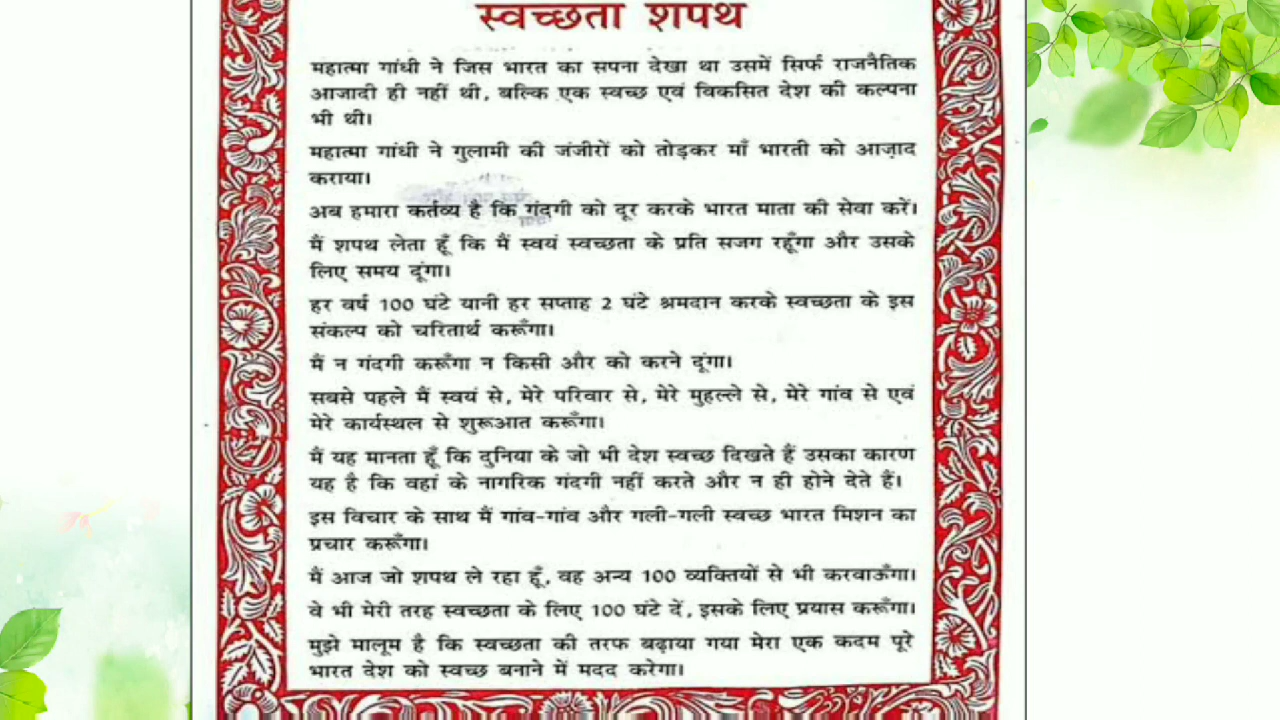 स्वच्छता शपथ
महात्मा गांधी ने जिस भारत का सपना देखा था उसमें सिर्फ राजनैतिक
आजादी ही नहीं थी, बल्कि एक स्वच्छ एवं विकसित देश की कल्पना
भी थी।
महात्मा गांधी ने गुलामी की जंजीरों को तोड़कर माँ भारती को आज़ाद
कराया।
अब हमारा कर्तव्य है कि गंदगी को दूर करके भारत माता की सेवा करें।
मैं शपथ लेता हूँ कि मैं स्वयं स्वच्छता के प्रति सजग रहूँगा और उसके
लिए समय दूंगा।
हर वर्ष 100 घंटे यानी हर सप्ताह 2 घंटे श्रमदान करके स्वच्छता के इस
संकल्प को चरितार्थ करूँगा।
मैं न गंदगी करूँगा न किसी और को करने दूंगा।
सबसे पहले मैं स्वयं से, मेरे परिवार से, मेरे मुहल्ले से, मेरे गांव से एवं
मेरे कार्यस्थल से शुरूआत करूँगा।
मैं यह मानता हूँ कि दुनिया के जो भी देश स्वच्छ दिखते हैं उसका कारण
यह है कि वहां के नागरिक गंदगी नहीं करते और न ही होने देते हैं।
इस विचार के साथ मैं गांव-गांव और गली-गली स्वच्छ भारत मिशन का
प्रचार करूँगा।
मैं आज जो शपथ ले रहा हूँ, वह अन्य 100 व्यक्तियों से भी करवाऊँगा।
वे भी मेरी तरह स्वच्छता के लिए 100 घंटे दें, इसके लिए प्रयास करूँगा।
मुझे मालूम है कि स्वच्छता की तरफ बढ़ाया गया मेरा एक कदम पूरे
भारत देश को स्वच्छ बनाने में मदद करेगा।